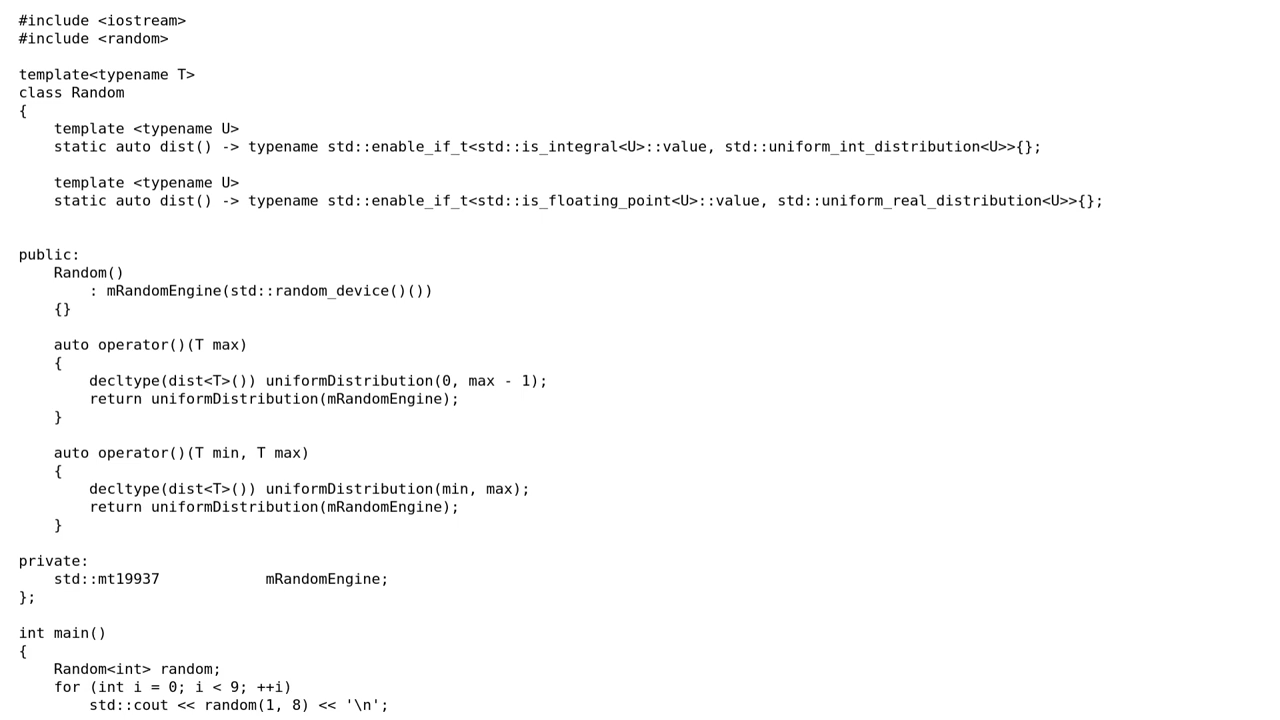 #include <iostream>
#include <random>

template<typename T>
class Random
{
    template <typename U>
    static auto dist() -> typename std::enable_if_t<std::is_integral<U>::value, std::uniform_int_distribution<U>>{};

    template <typename U>
    static auto dist() -> typename std::enable_if_t<std::is_floating_point<U>::value, std::uniform_real_distribution<U>>{};


public:
    Random()
        : mRandomEngine(std::random_device()())
    {}

    auto operator()(T max)
    {
        decltype(dist<T>()) uniformDistribution(0, max - 1);
        return uniformDistribution(mRandomEngine);
    }

    auto operator()(T min, T max)
    {
        decltype(dist<T>()) uniformDistribution(min, max);
        return uniformDistribution(mRandomEngine);
    }

private:
    std::mt19937            mRandomEngine;
};

int main()
{
    Random<int> random;
    for (int i = 0; i < 9; ++i)
        std::cout << random(1, 8) << '\n';